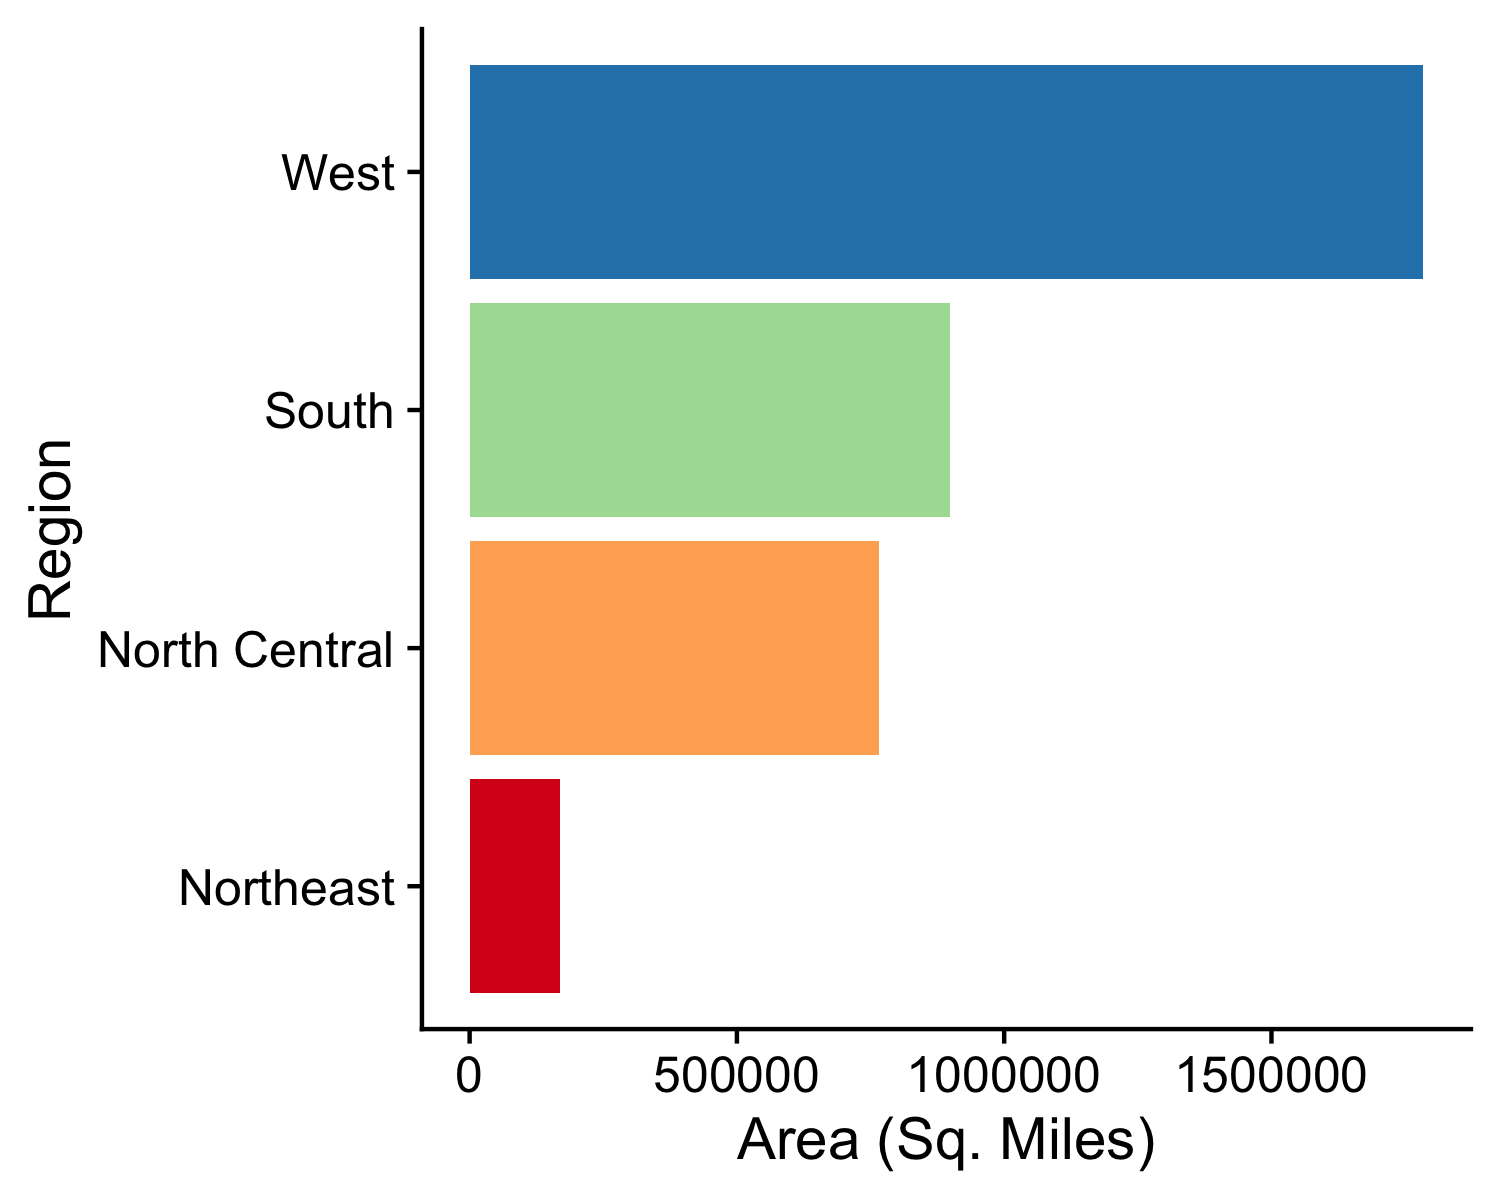 Region
West
South
North Central
Northeast
0 500000 1000000 1500000
Area (Sq. Miles)